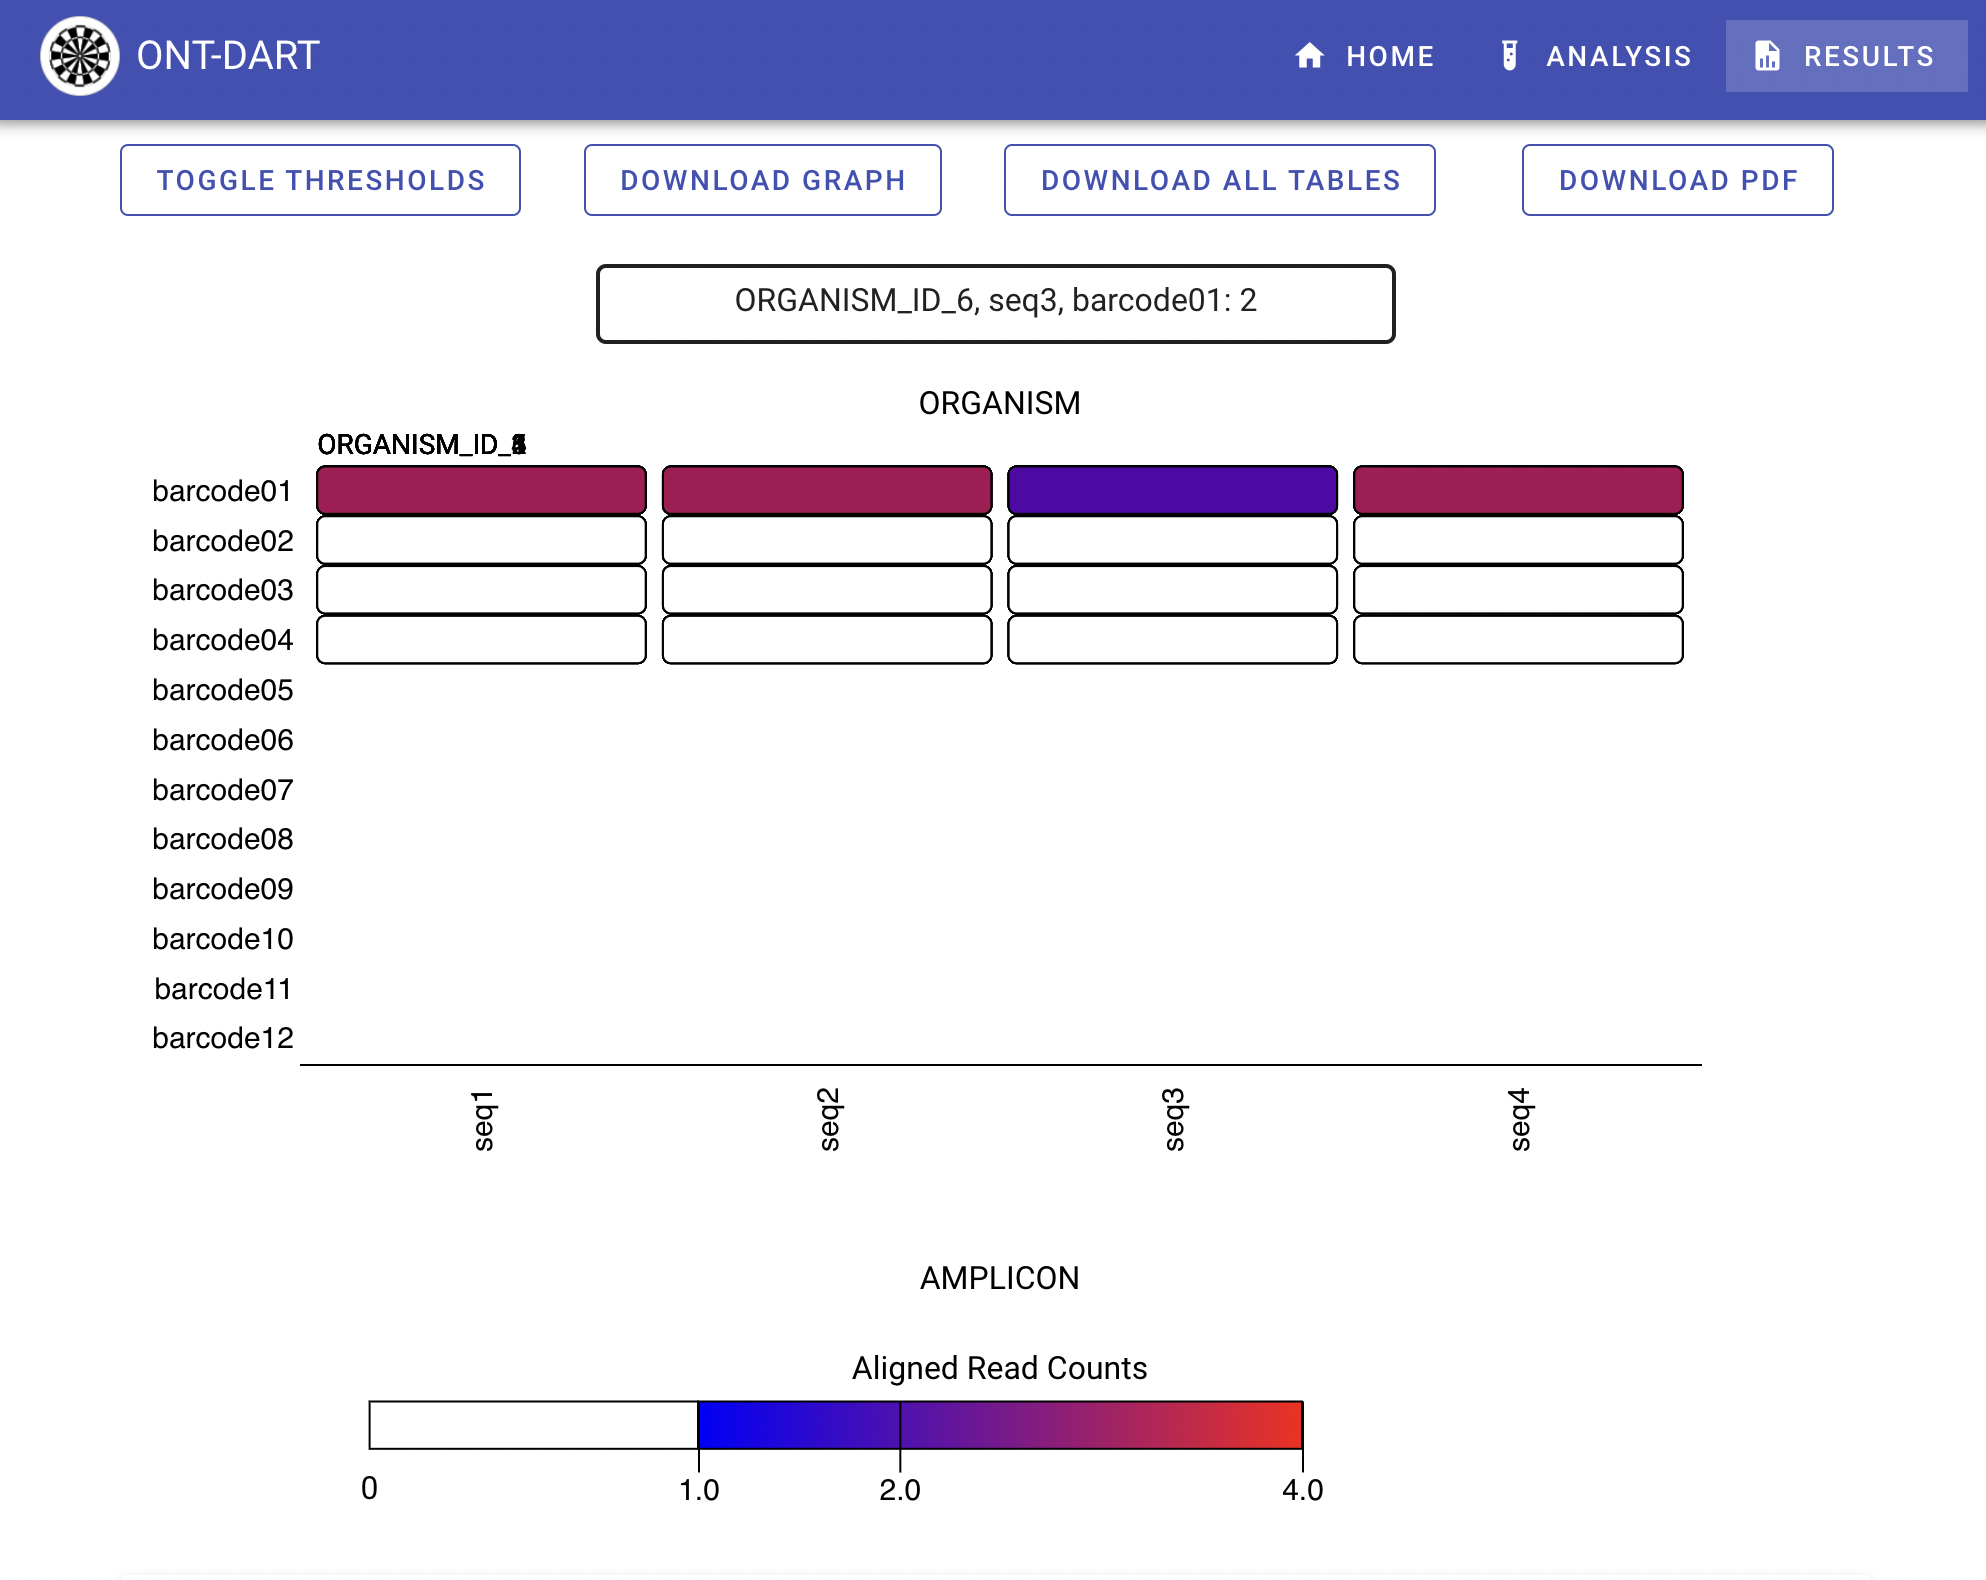 ONT-DART
HOME
ANALYSIS
RESULTS
TOGGLE THRESHOLDS
DOWNLOAD GRAPH
DOWNLOAD ALL TABLES
DOWNLOAD PDF
ORGANISM_ID_6, seq3, barcode01: 2
ORGANISM
barcode01
barcode02
barcode03
barcode04
barcode05
barcode06
barcode07
barcode08
barcode09
barcode10
barcode11
barcode12
seq1
seq2
seq3
seq4
AMPLICON
Aligned Read Counts
0
1.0
2.0
4.0